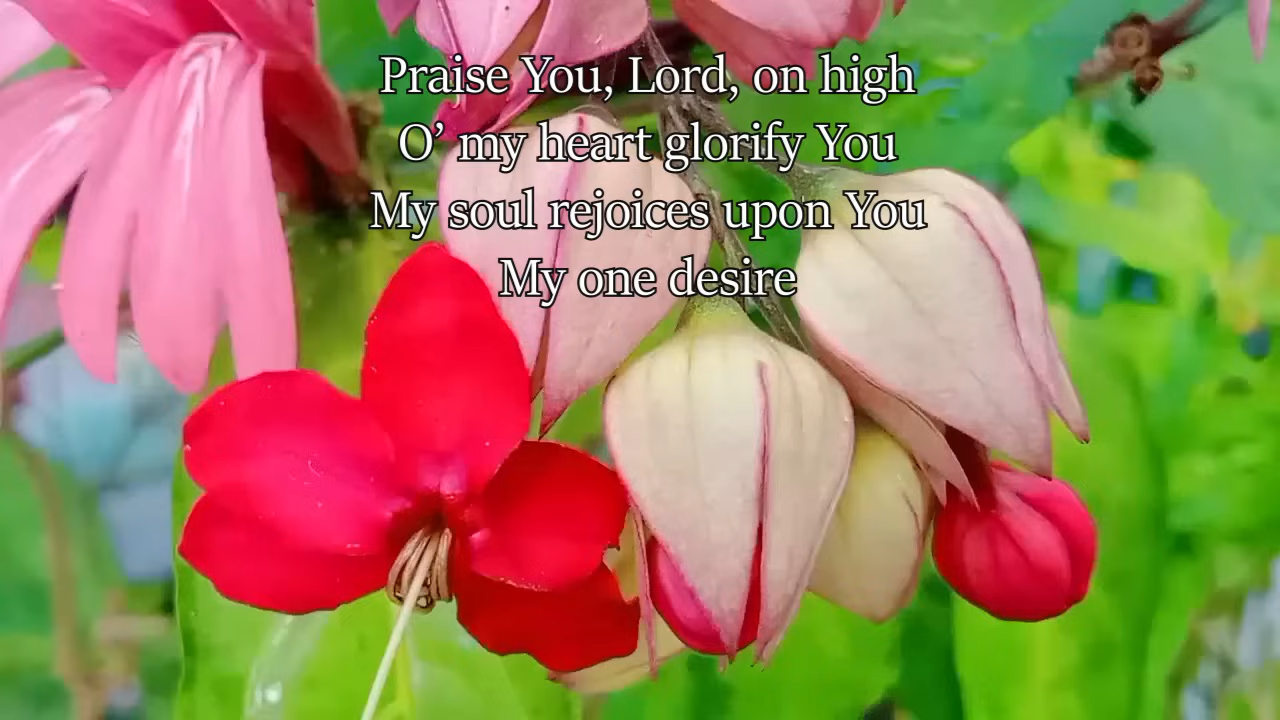 Praise You, Lord, on high
O’ my heart glorify You
My soul rejoices upon You
My one desire